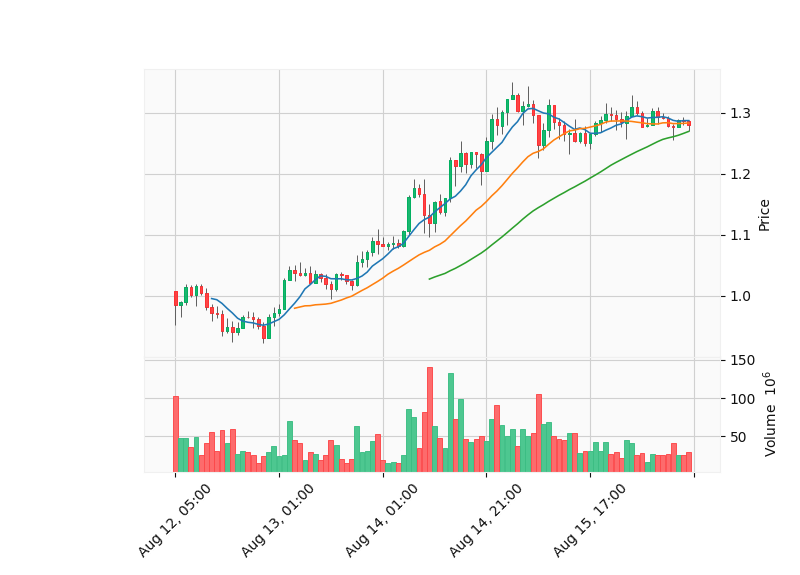 1.3
1.2
1.1
1.0
Price
150
100
50
Volume 10^6
Aug 12, 05:00
Aug 13, 01:00
Aug 14, 01:00
Aug 14, 21:00
Aug 15, 17:00